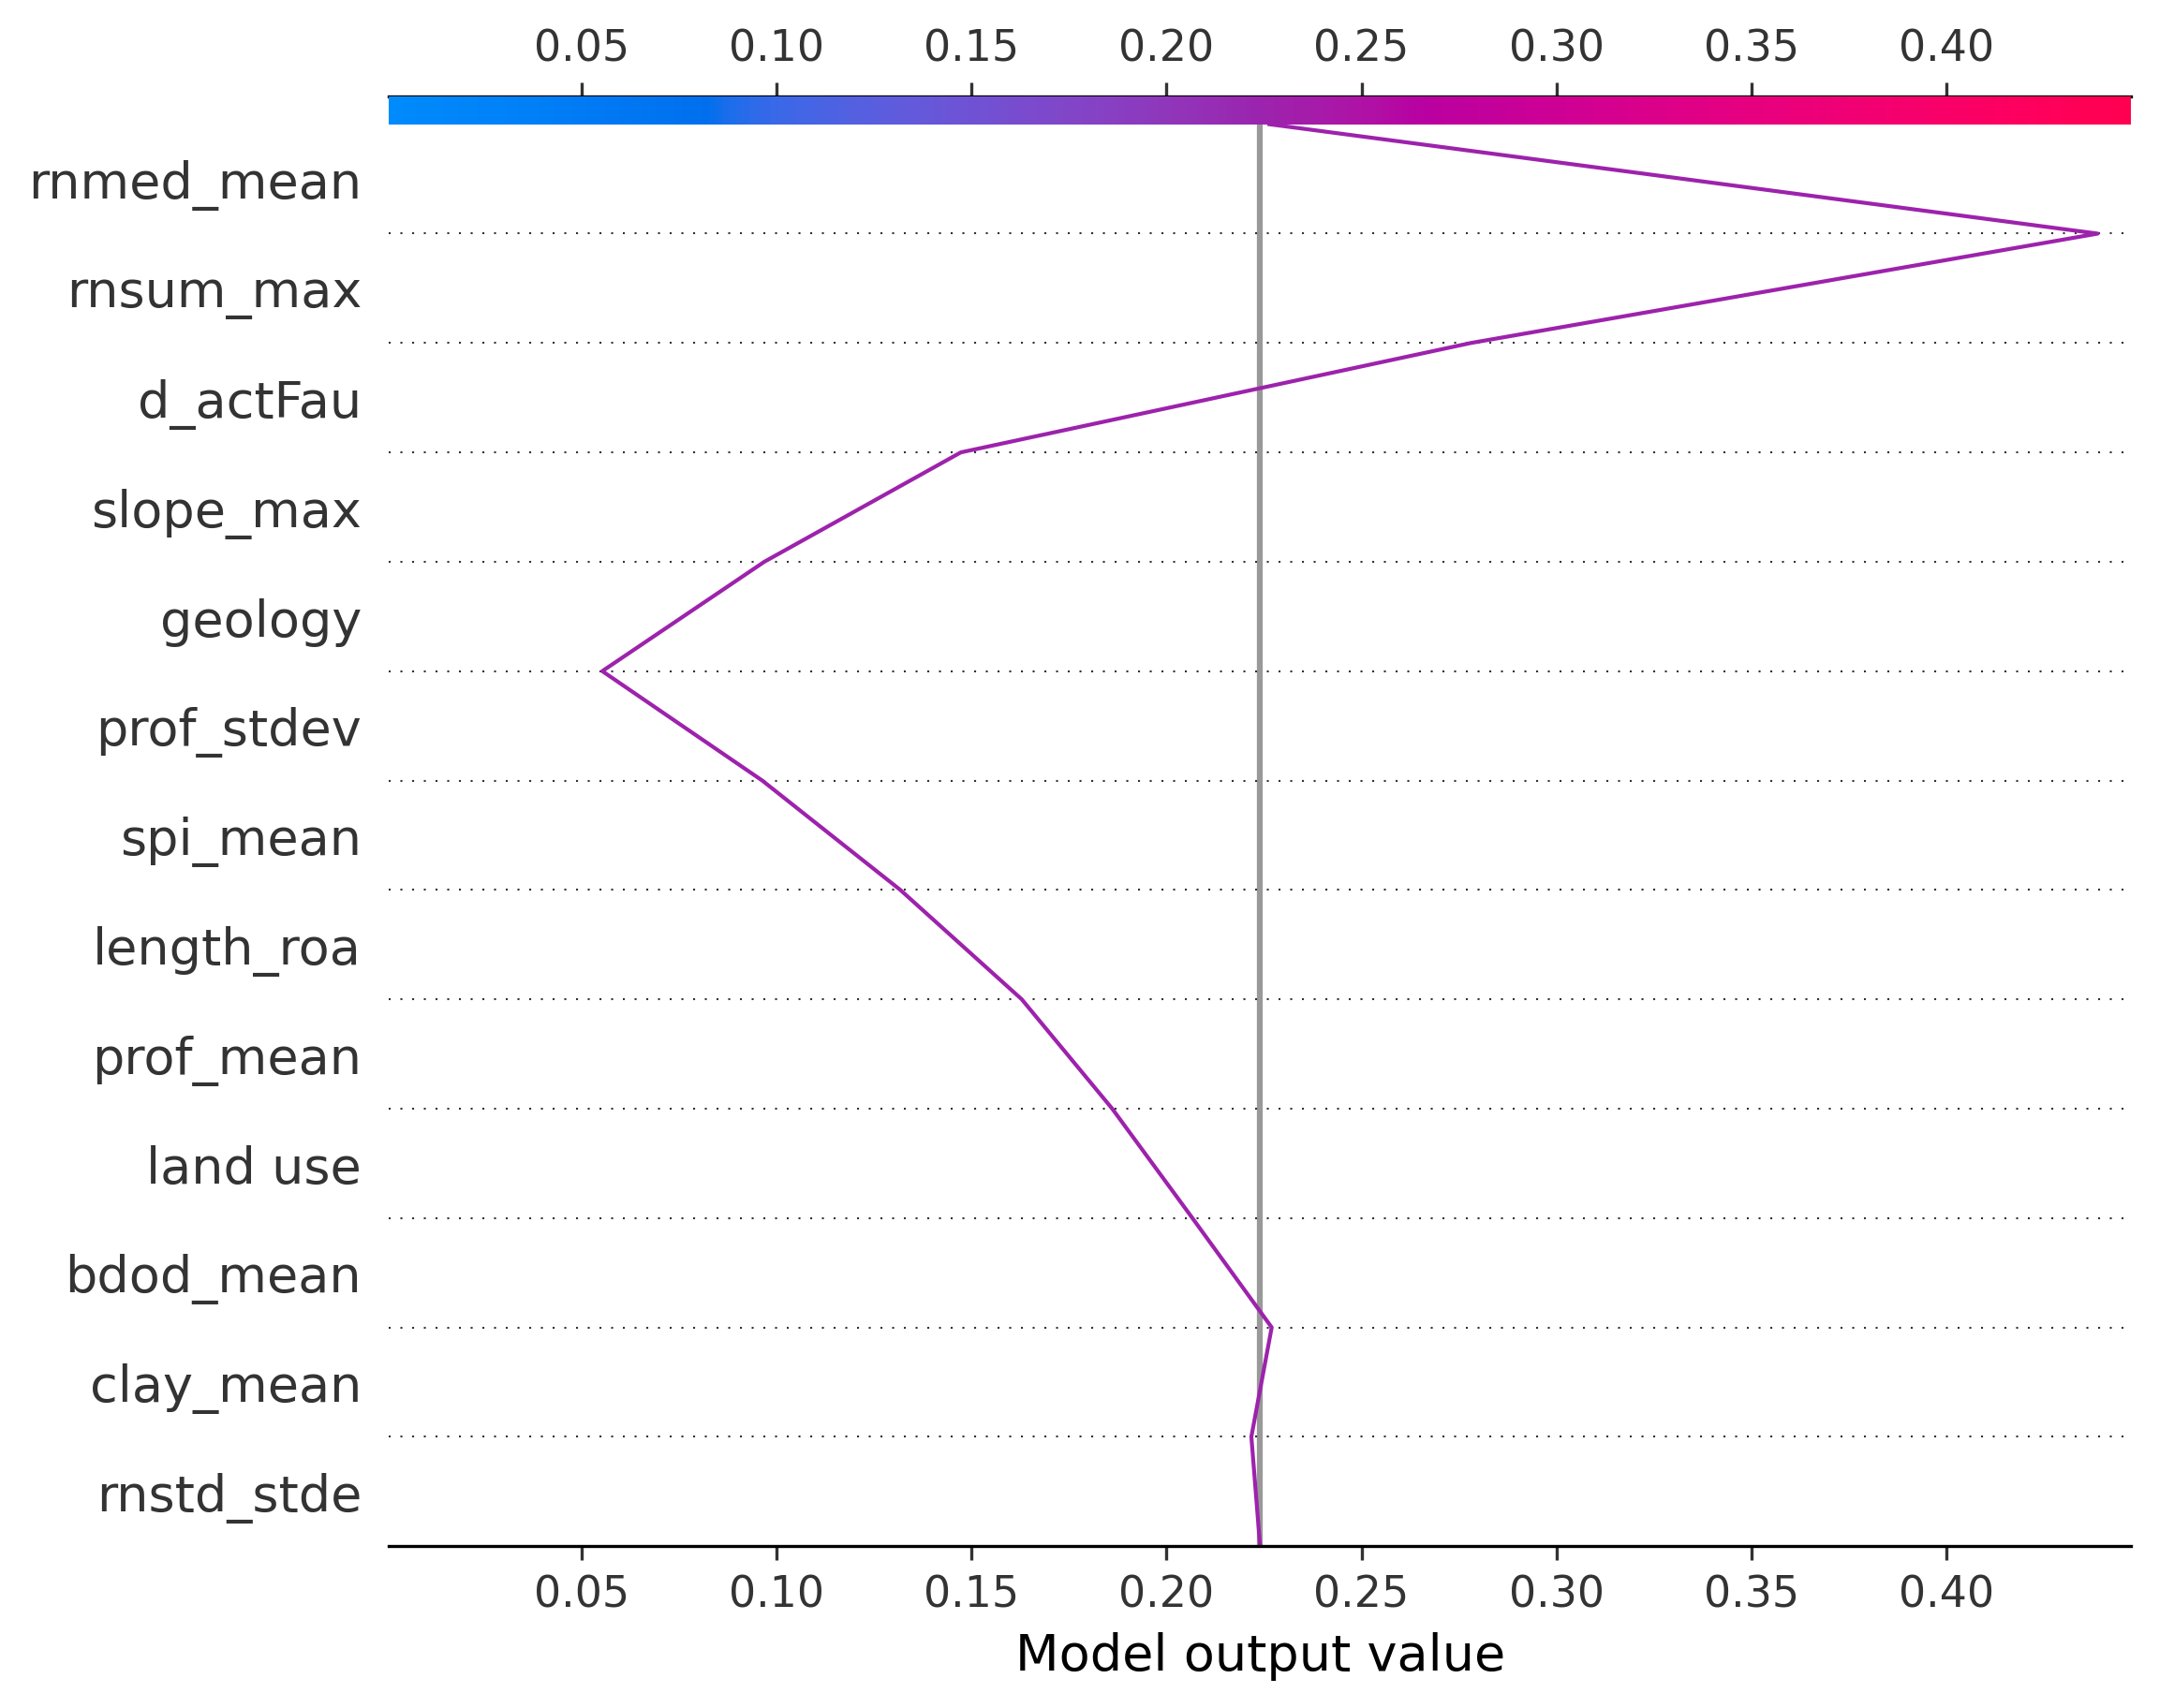 0.05 0.10 0.15 0.20 0.25 0.30 0.35 0.40
rnmed_mean
rnsum_max
d_actFau
slope_max
geology
prof_stdev
spi_mean
length_roa
prof_mean
land use
bdod_mean
clay_mean
rnstd_stde
0.05 0.10 0.15 0.20 0.25 0.30 0.35 0.40
Model output value